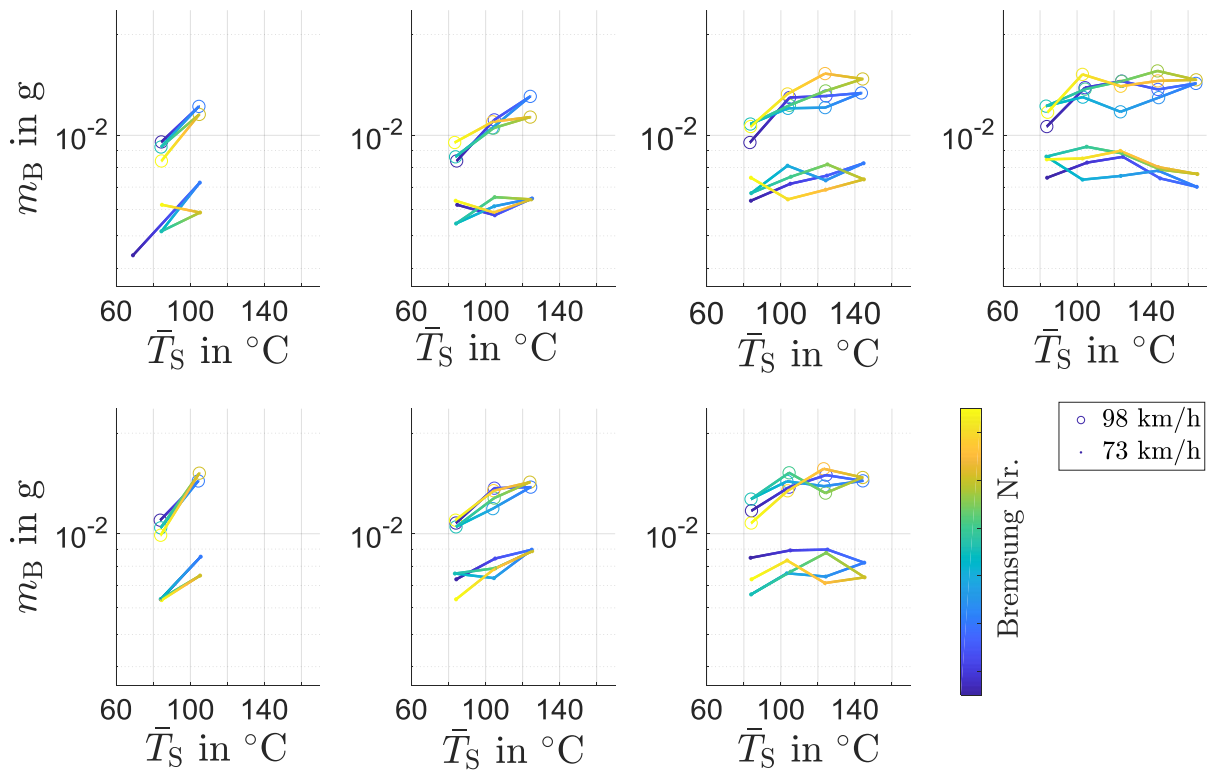 m_B in g
10^-2
10^-2
10^-2
10^-2
60 100 140
60 100 140
60 100 140
60 100 140
T̄_S in °C
T̄_S in °C
T̄_S in °C
T̄_S in °C
98 km/h
73 km/h
m_B in g
10^-2
10^-2
10^-2
Bremsung Nr.
60 100 140
60 100 140
60 100 140
T̄_S in °C
T̄_S in °C
T̄_S in °C